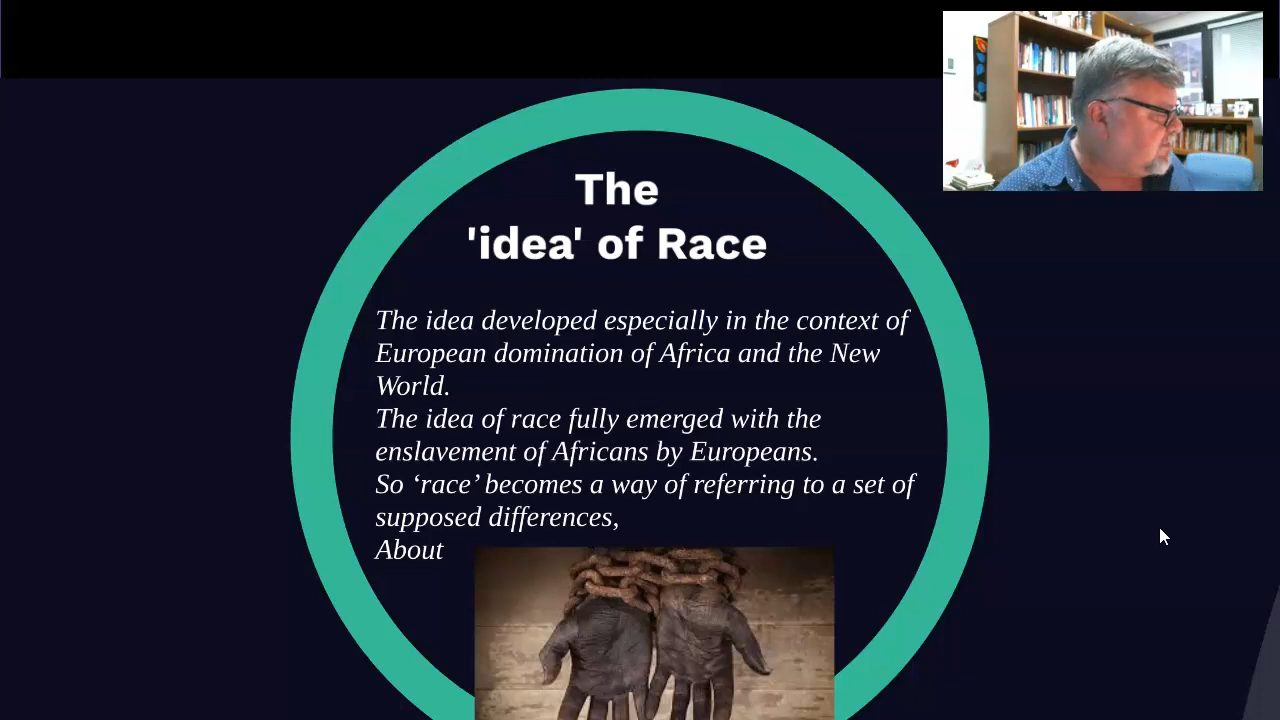 The
'idea' of Race
The idea developed especially in the context of
European domination of Africa and the New
World.
The idea of race fully emerged with the
enslavement of Africans by Europeans.
So ‘race’ becomes a way of referring to a set of
supposed differences,
About